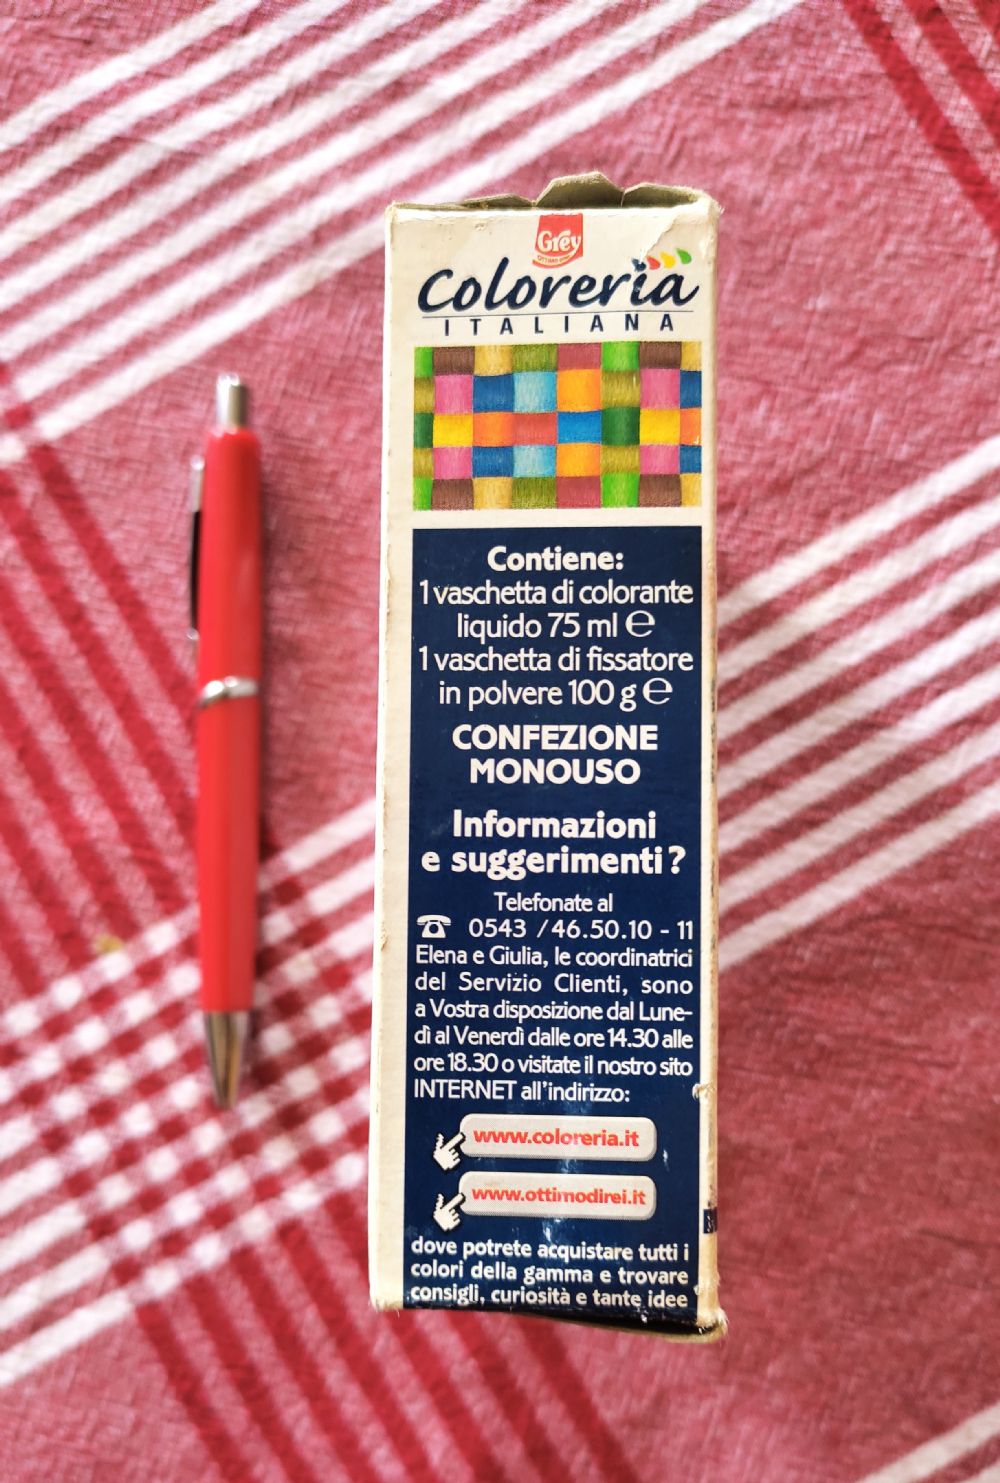 Grey
Coloreria
ITALIANA
Contiene:
1 vaschetta di colorante
liquido 75 ml ℮
1 vaschetta di fissatore
in polvere 100 g ℮
CONFEZIONE
MONOUSO
Informazioni
e suggerimenti?
Telefonate al
☎ 0543 / 46.50.10 - 11
Elena e Giulia, le coordinatrici
del Servizio Clienti, sono
a Vostra disposizione dal Lune-
dì al Venerdì dalle ore 14.30 alle
ore 18.30 o visitate il nostro sito
INTERNET all'indirizzo:
www.coloreria.it
www.ottimodirei.it
dove potrete acquistare tutti i
colori della gamma e trovare
consigli, curiosità e tante idee